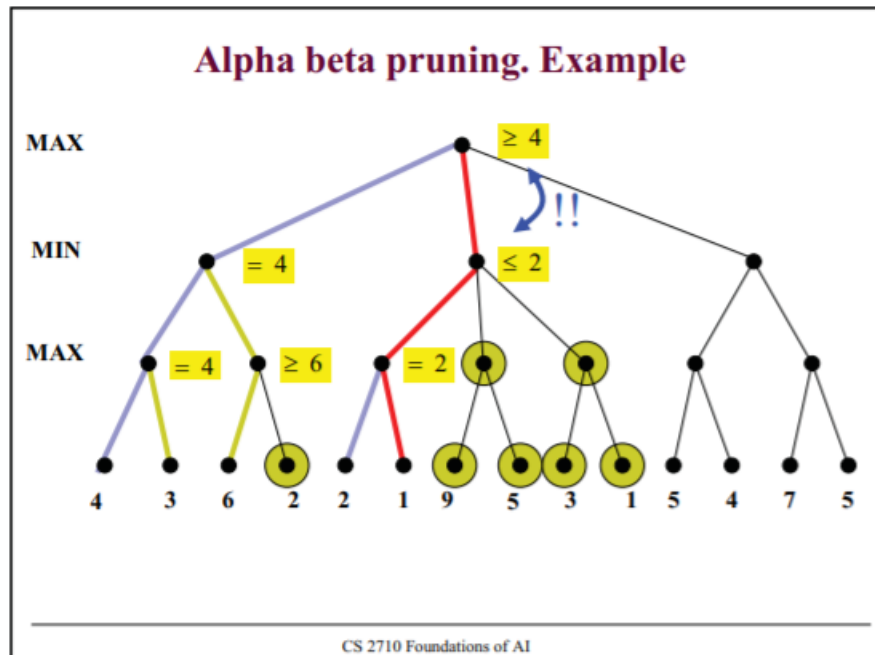 Alpha beta pruning. Example
MAX
≥ 4
!!
MIN
= 4
≤ 2
MAX
= 4
≥ 6
= 2
4 3 6 2 2 1 9 5 3 1 5 4 7 5
CS 2710 Foundations of AI